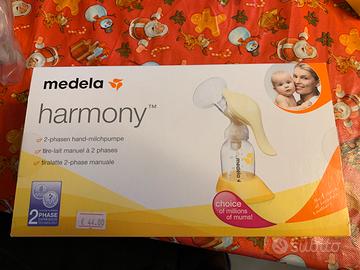 medela
harmony™
2-phasen hand-milchpumpe
tire-lait manuel à 2 phases
tiralatte 2-phase manuale
2 PHASE
€ 44.00
medela
choice
of millions
of mums!
Subito